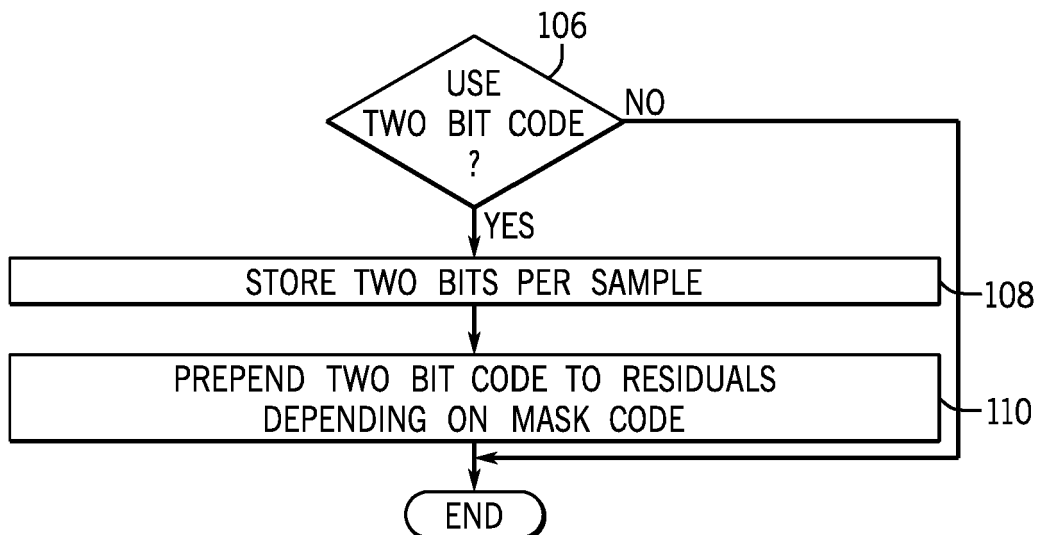 106
USE
TWO BIT CODE
?
NO
YES
STORE TWO BITS PER SAMPLE
108
PREPEND TWO BIT CODE TO RESIDUALS
DEPENDING ON MASK CODE
110
END